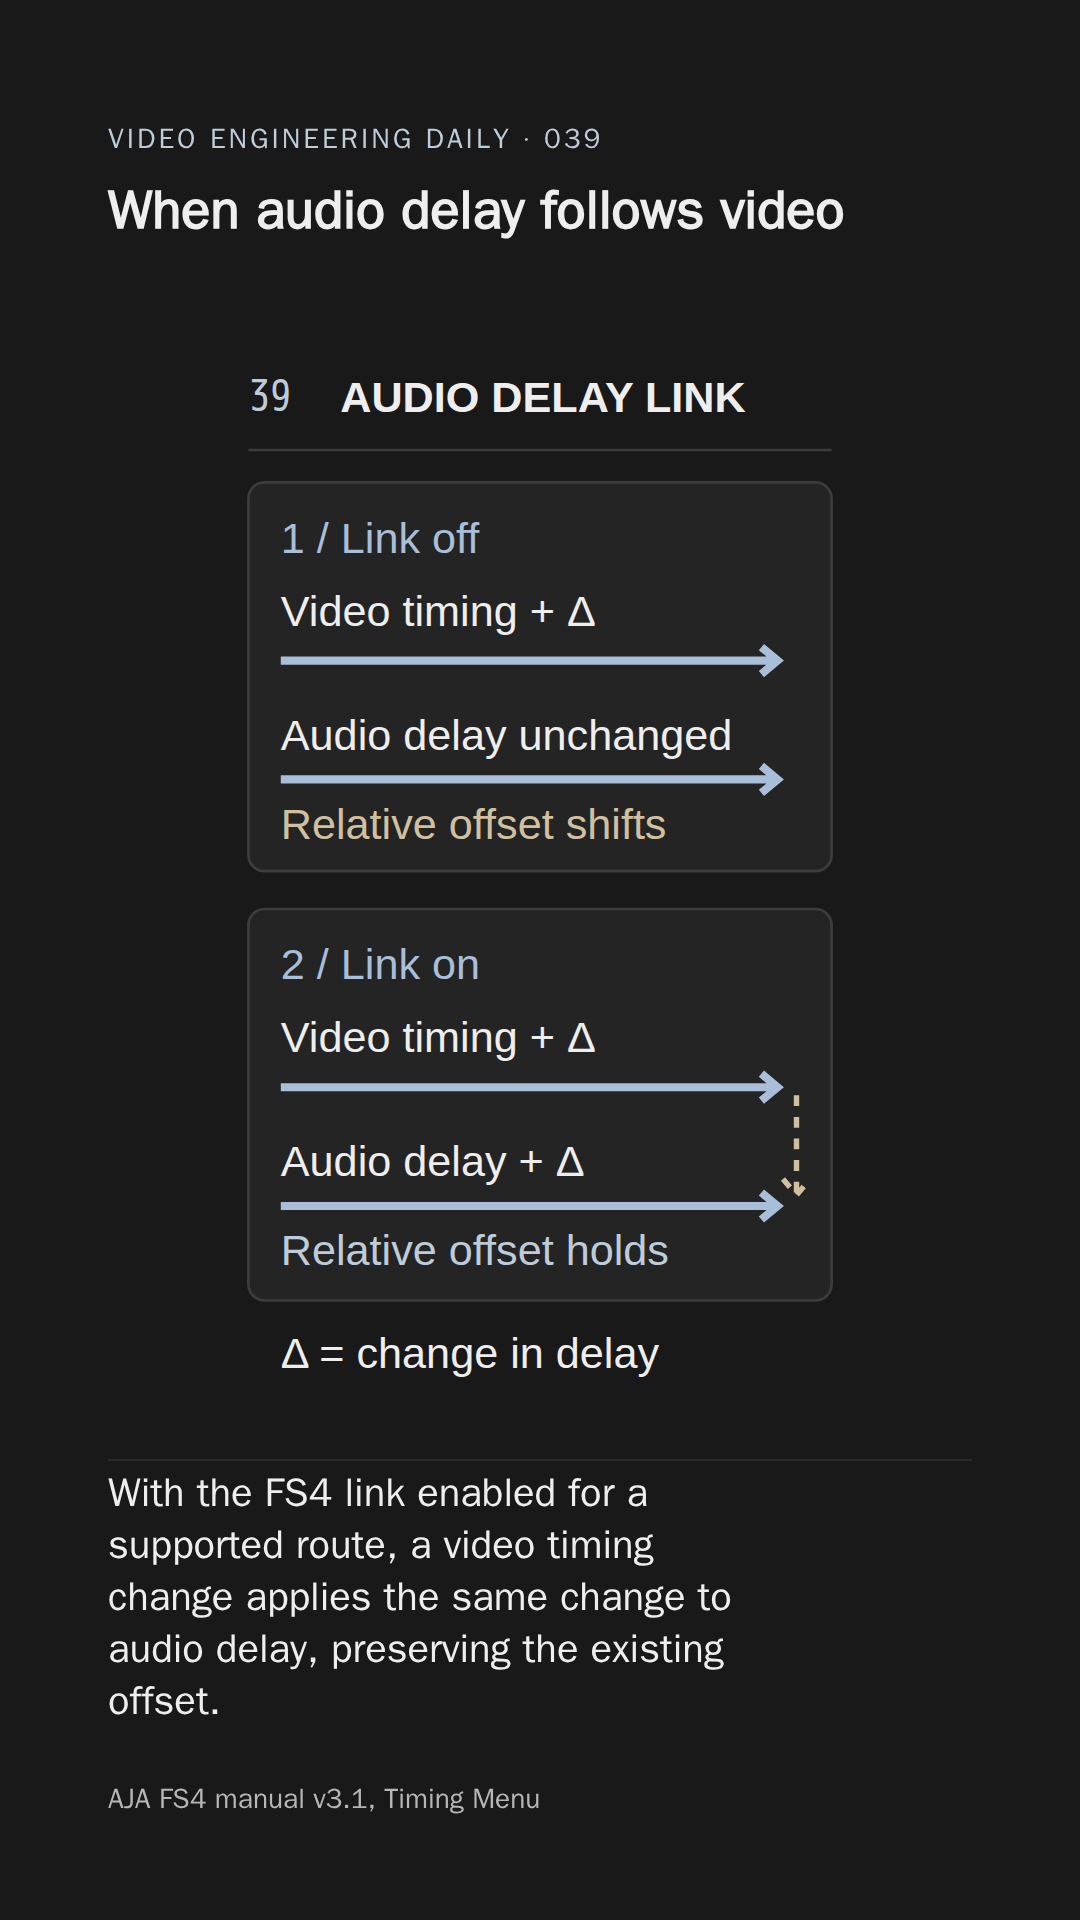 VIDEO ENGINEERING DAILY · 039
When audio delay follows video
39 AUDIO DELAY LINK
1 / Link off
Video timing + Δ
Audio delay unchanged
Relative offset shifts
2 / Link on
Video timing + Δ
Audio delay + Δ
Relative offset holds
Δ = change in delay
With the FS4 link enabled for a
supported route, a video timing
change applies the same change to
audio delay, preserving the existing
offset.
AJA FS4 manual v3.1, Timing Menu